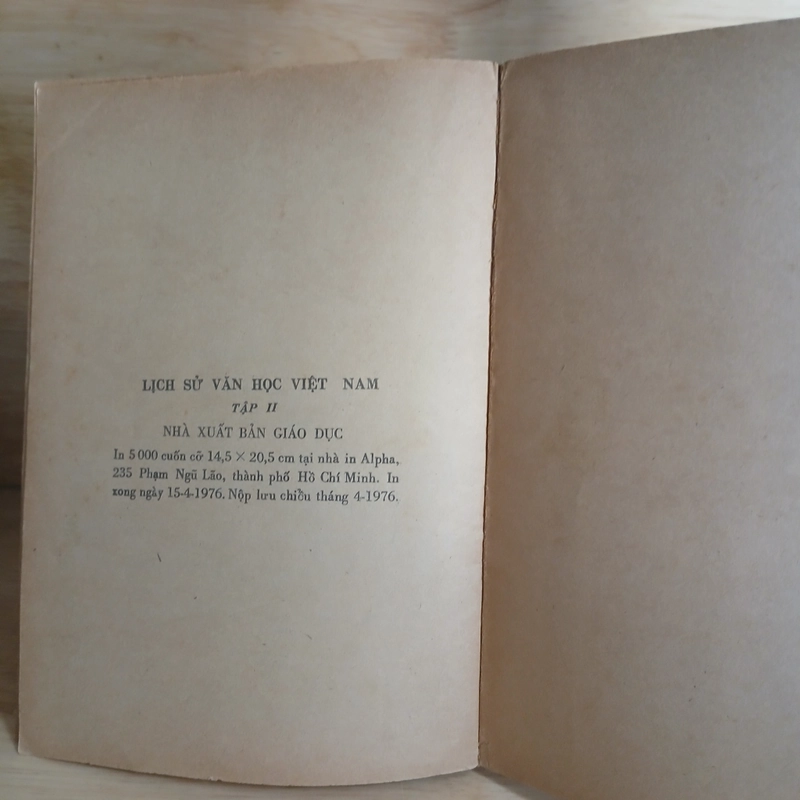 LỊCH SỬ VĂN HỌC VIỆT NAM
TẬP II
NHÀ XUẤT BẢN GIÁO DỤC
In 5 000 cuốn cỡ 14,5 × 20,5 cm tại nhà in Alpha,
235 Phạm Ngũ Lão, thành phố Hồ Chí Minh. In
xong ngày 15-4-1976. Nộp lưu chiều tháng 4-1976.